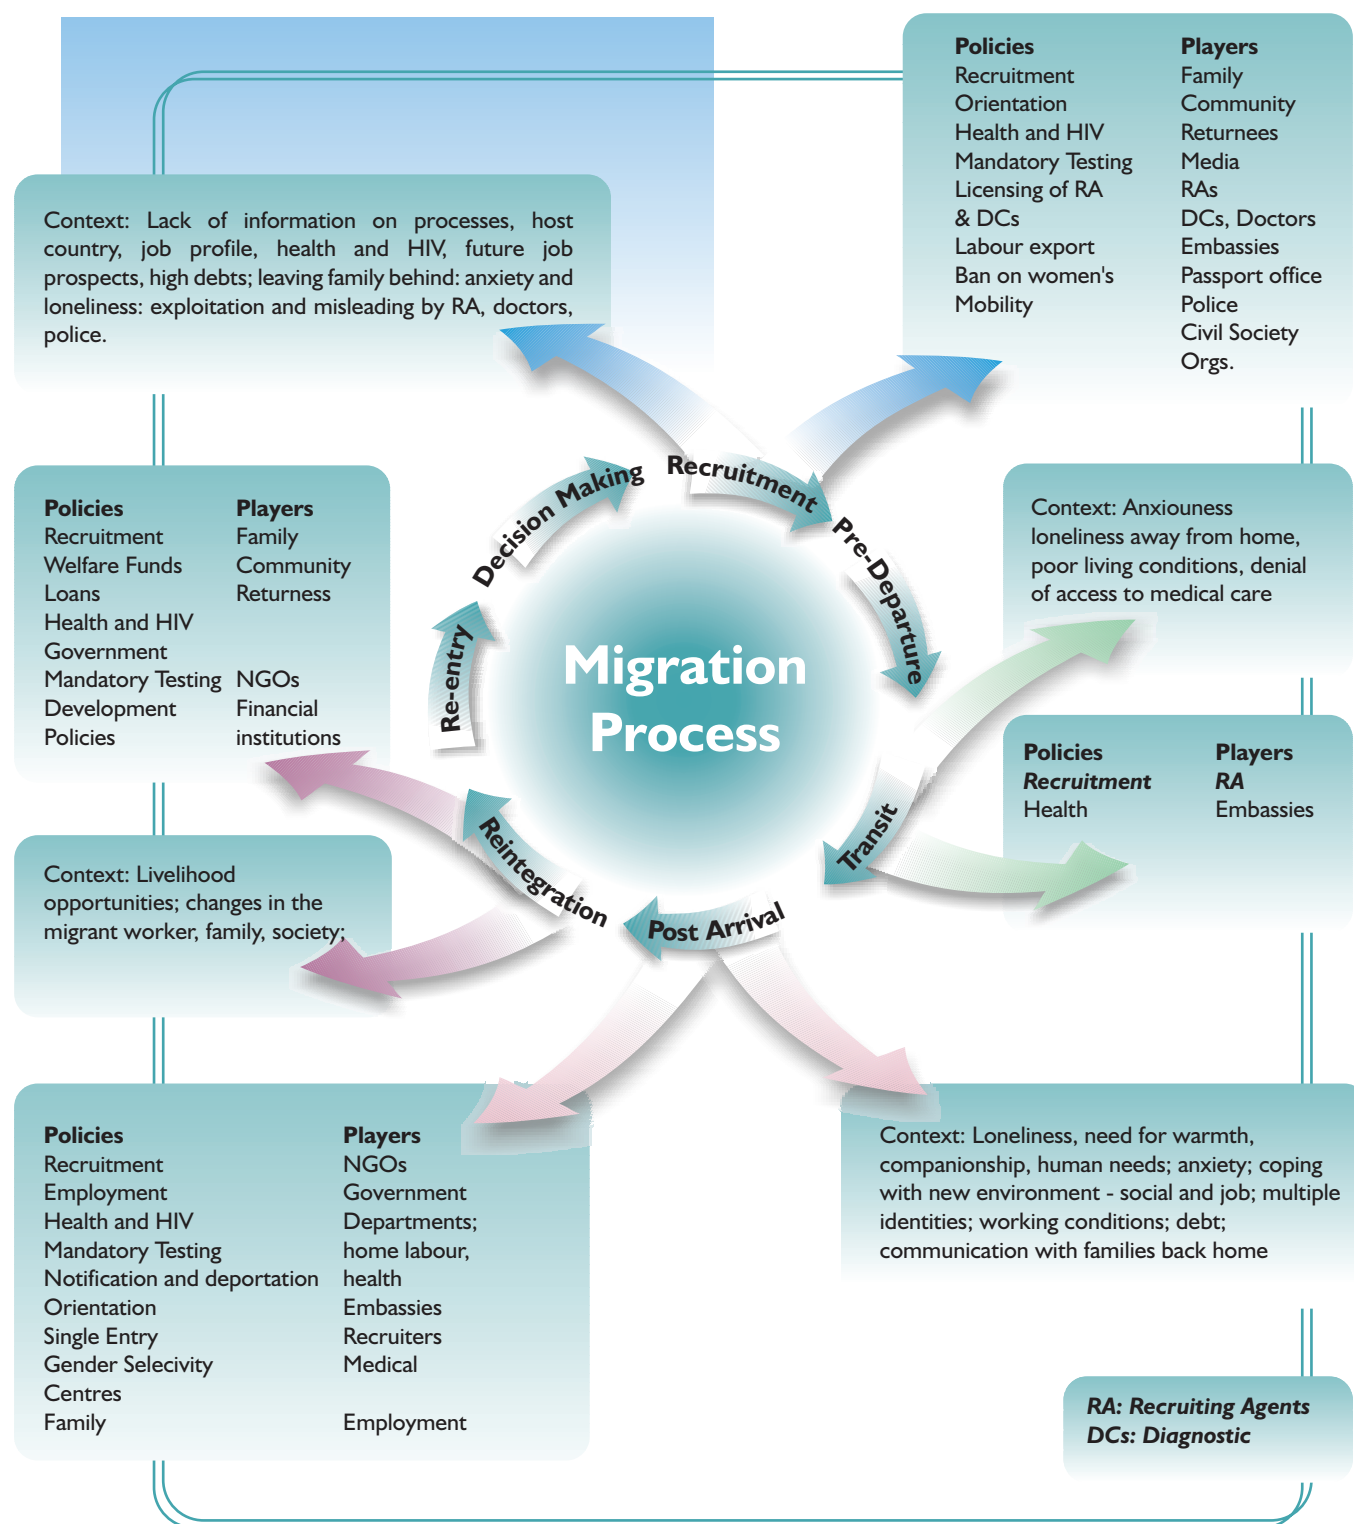 Policies
Recruitment
Orientation
Health and HIV
Mandatory Testing
Licensing of RA
& DCs
Labour export
Ban on women's
Mobility
Players
Family
Community
Returnees
Media
RAs
DCs, Doctors
Embassies
Passport office
Police
Civil Society
Orgs.
Context: Lack of information on processes, host
country, job profile, health and HIV, future job
prospects, high debts; leaving family behind: anxiety and
loneliness: exploitation and misleading by RA, doctors,
police.
Decision Making
Recruitment
Pre-Departure
Transit
Post Arrival
Reintegration
Re-entry
Migration
Process
Policies
Recruitment
Welfare Funds
Loans
Health and HIV
Government
Mandatory Testing
Development
Policies
Players
Family
Community
Returness
NGOs
Financial
institutions
Context: Anxiouness
loneliness away from home,
poor living conditions, denial
of access to medical care
Policies
Recruitment
Health
Players
RA
Embassies
Context: Livelihood
opportunities; changes in the
migrant worker, family, society;
Policies
Recruitment
Employment
Health and HIV
Mandatory Testing
Notification and deportation
Orientation
Single Entry
Gender Selecivity
Centres
Family
Players
NGOs
Government
Departments;
home labour,
health
Embassies
Recruiters
Medical
Employment
Context: Loneliness, need for warmth,
companionship, human needs; anxiety; coping
with new environment - social and job; multiple
identities; working conditions; debt;
communication with families back home
RA: Recruiting Agents
DCs: Diagnostic